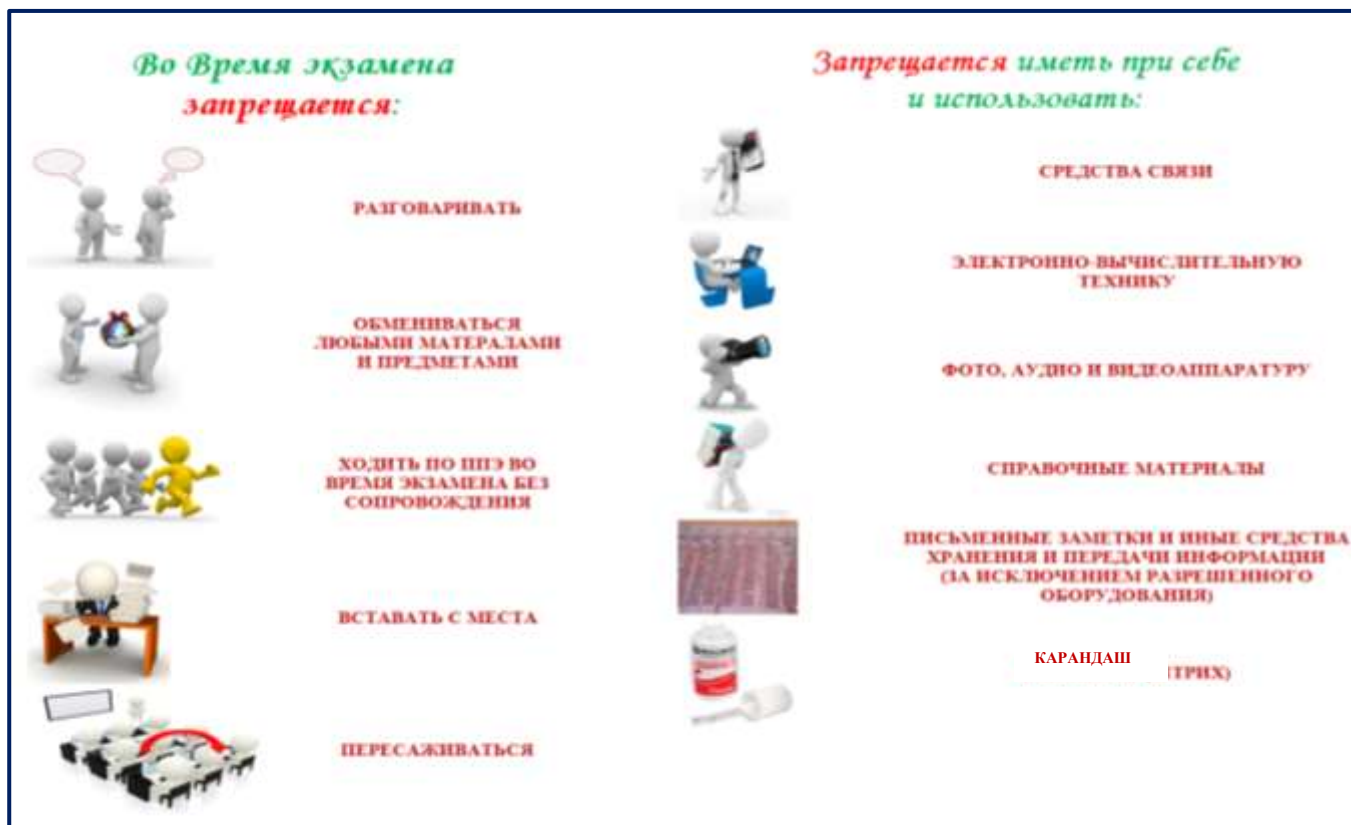 Во Время экзамена
запрещается:
РАЗГОВАРИВАТЬ
ОБМЕНИВАТЬСЯ
ЛЮБЫМИ МАТЕРАЛАМИ
И ПРЕДМЕТАМИ
ХОДИТЬ ПО ППЭ ВО
ВРЕМЯ ЭКЗАМЕНА БЕЗ
СОПРОВОЖДЕНИЯ
ВСТАВАТЬ С МЕСТА
ПЕРЕСАЖИВАТЬСЯ
Запрещается иметь при себе
и использовать:
СРЕДСТВА СВЯЗИ
ЭЛЕКТРОННО-ВЫЧИСЛИТЕЛЬНУЮ
ТЕХНИКУ
ФОТО, АУДИО И ВИДЕОАППАРАТУРУ
СПРАВОЧНЫЕ МАТЕРИАЛЫ
ПИСЬМЕННЫЕ ЗАМЕТКИ И ИНЫЕ СРЕДСТВА
ХРАНЕНИЯ И ПЕРЕДАЧИ ИНФОРМАЦИИ
(ЗА ИСКЛЮЧЕНИЕМ РАЗРЕШЕННОГО
ОБОРУДОВАНИЯ)
КАРАНДАШ
ТРИХ)